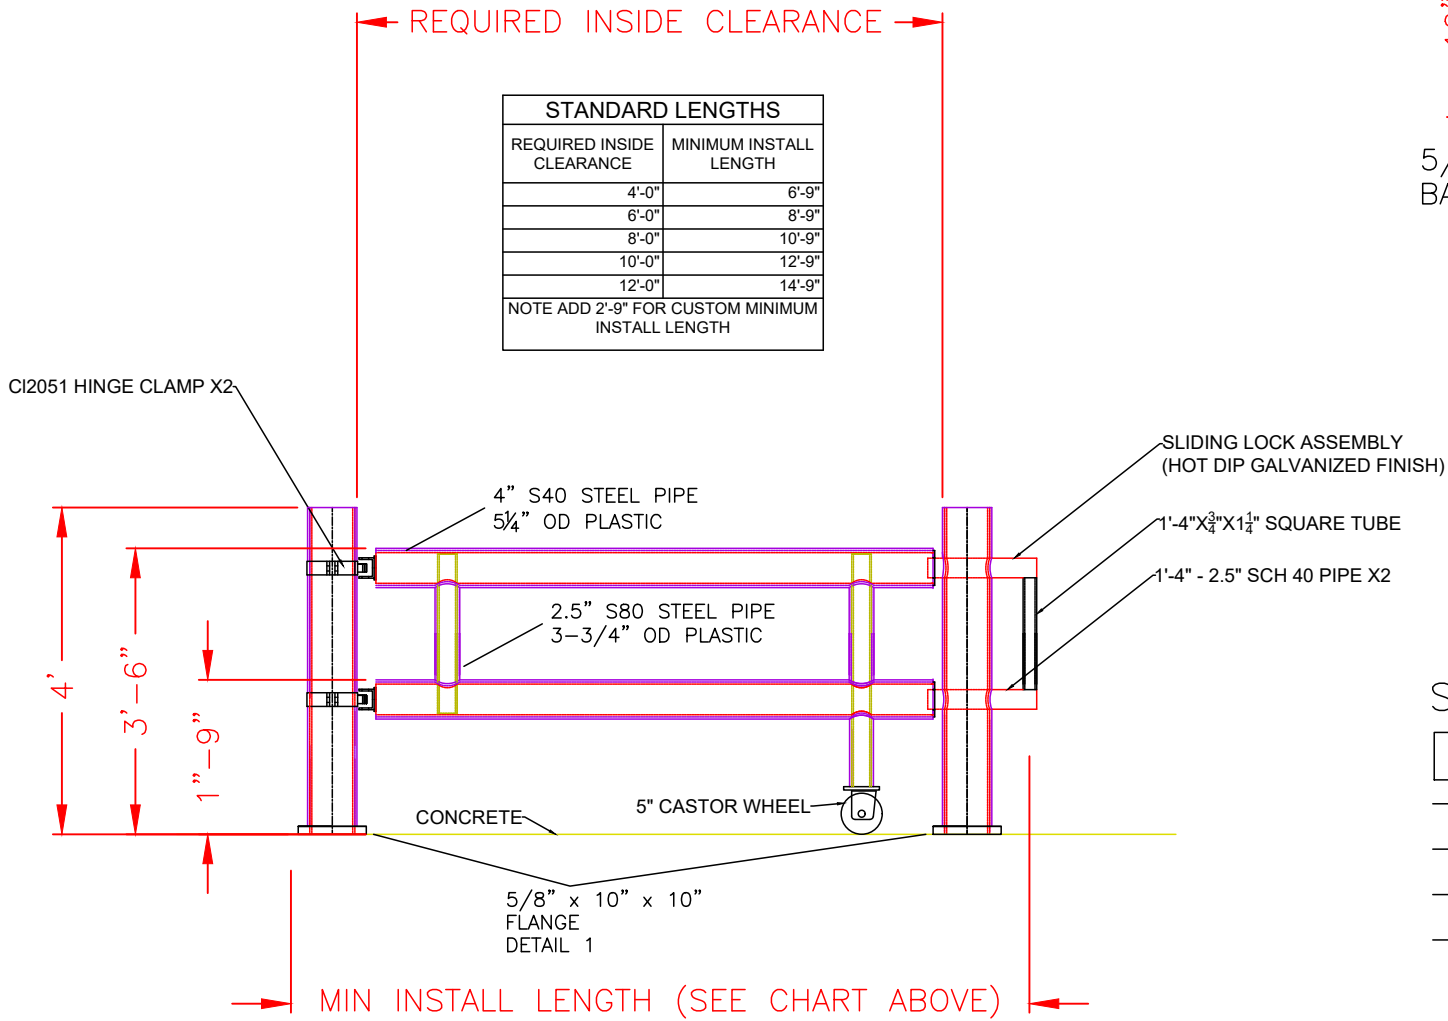 REQUIRED INSIDE CLEARANCE
STANDARD LENGTHS
REQUIRED INSIDE CLEARANCE
MINIMUM INSTALL LENGTH
4'-0" 6'-9"
6'-0" 8'-9"
8'-0" 10'-9"
10'-0" 12'-9"
12'-0" 14'-9"
NOTE ADD 2'-9" FOR CUSTOM MINIMUM
INSTALL LENGTH
5/
BA
CI2051 HINGE CLAMP X2
SLIDING LOCK ASSEMBLY
(HOT DIP GALVANIZED FINISH)
4" S40 STEEL PIPE
5¼" OD PLASTIC
1'-4"X¾"X1¼" SQUARE TUBE
1'-4" - 2.5" SCH 40 PIPE X2
2.5" S80 STEEL PIPE
3-3/4" OD PLASTIC
4'
3'-6"
1"-9"
5" CASTOR WHEEL
CONCRETE
5/8" x 10" x 10"
FLANGE
DETAIL 1
MIN INSTALL LENGTH (SEE CHART ABOVE)